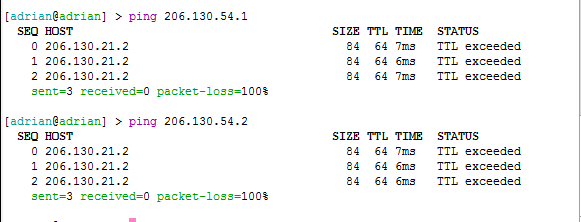 [adrian@adrian] > ping 206.130.54.1
SEQ HOST SIZE TTL TIME STATUS
0 206.130.21.2 84 64 7ms TTL exceeded
1 206.130.21.2 84 64 6ms TTL exceeded
2 206.130.21.2 84 64 7ms TTL exceeded
sent=3 received=0 packet-loss=100%
[adrian@adrian] > ping 206.130.54.2
SEQ HOST SIZE TTL TIME STATUS
0 206.130.21.2 84 64 7ms TTL exceeded
1 206.130.21.2 84 64 6ms TTL exceeded
2 206.130.21.2 84 64 6ms TTL exceeded
sent=3 received=0 packet-loss=100%